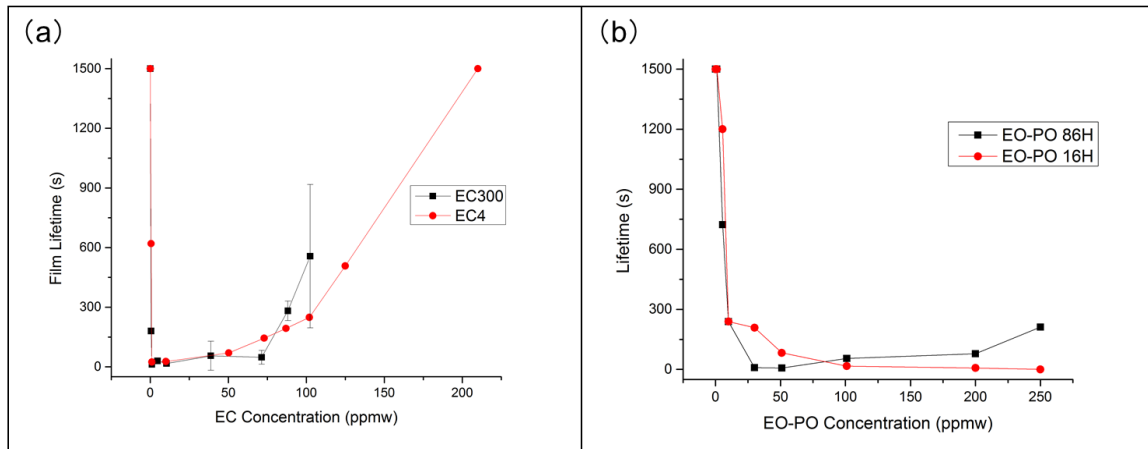 (a)
1500
1200
900
600
300
0
Film Lifetime (s)
EC300
EC4
0
50
100
150
200
EC Concentration (ppmw)
(b)
1500
1200
900
600
300
0
Lifetime (s)
EO-PO 86H
EO-PO 16H
0
50
100
150
200
250
EO-PO Concentration (ppmw)